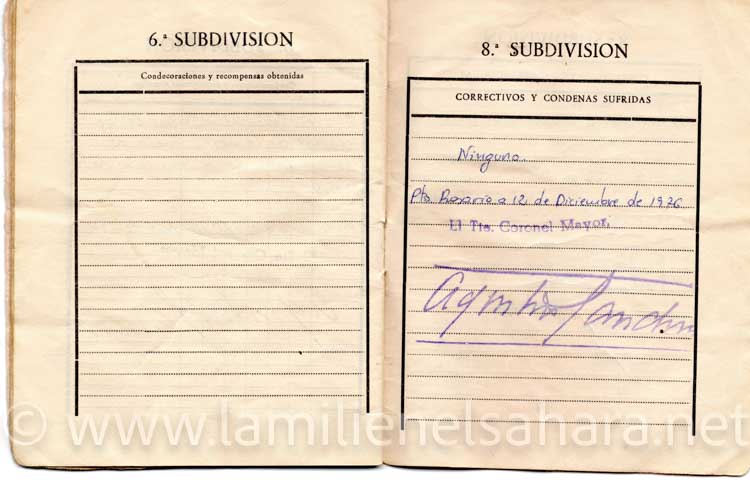 6.ª SUBDIVISION
Condecoraciones y recompensas obtenidas
8.ª SUBDIVISION
CORRECTIVOS Y CONDENAS SUFRIDAS
Ninguno.
Pto. Rosario a 12 de Diciembre de 1976
El Tte. Coronel Mayor,
© www.lamilienelsahara.net